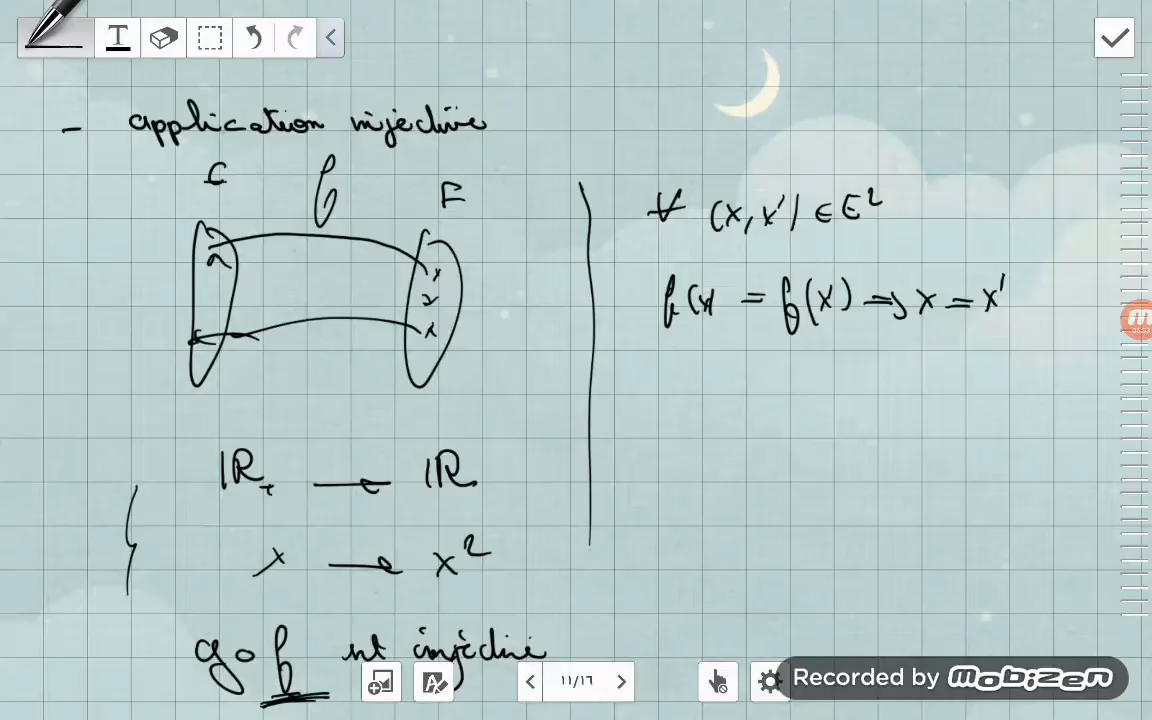 T
- application injective
E f F
∀ (x, x') ∈ E²
f(x = f(x') ⇒ x = x'
ℝ₊ → ℝ
x → x²
g∘f est injective
11/17
Recorded by mobizen